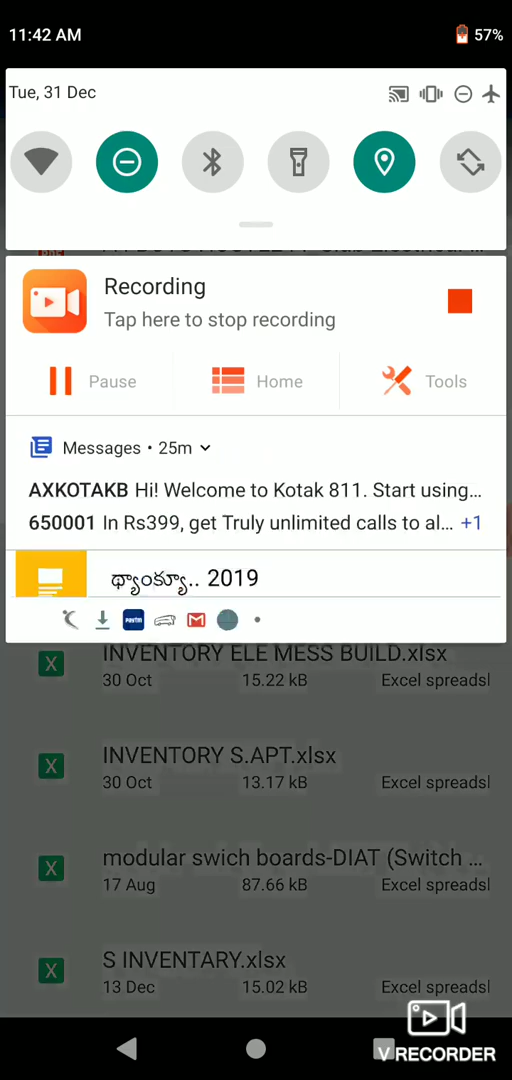 11:42 AM
57%
Tue, 31 Dec
Recording
Tap here to stop recording
Pause
Home
Tools
Messages • 25m
AXKOTAKB Hi! Welcome to Kotak 811. Start using...
650001 In Rs399, get Truly unlimited calls to al... +1
థ్యాంక్యూ.. 2019
paytm
INVENTORY ELE MESS BUILD.xlsx
30 Oct 15.22 kB Excel spreadsl
INVENTORY S.APT.xlsx
30 Oct 13.17 kB Excel spreadsl
modular swich boards-DIAT (Switch ...
17 Aug 87.66 kB Excel spreadsl
S INVENTARY.xlsx
13 Dec 15.02 kB Excel spreadsl
V RECORDER